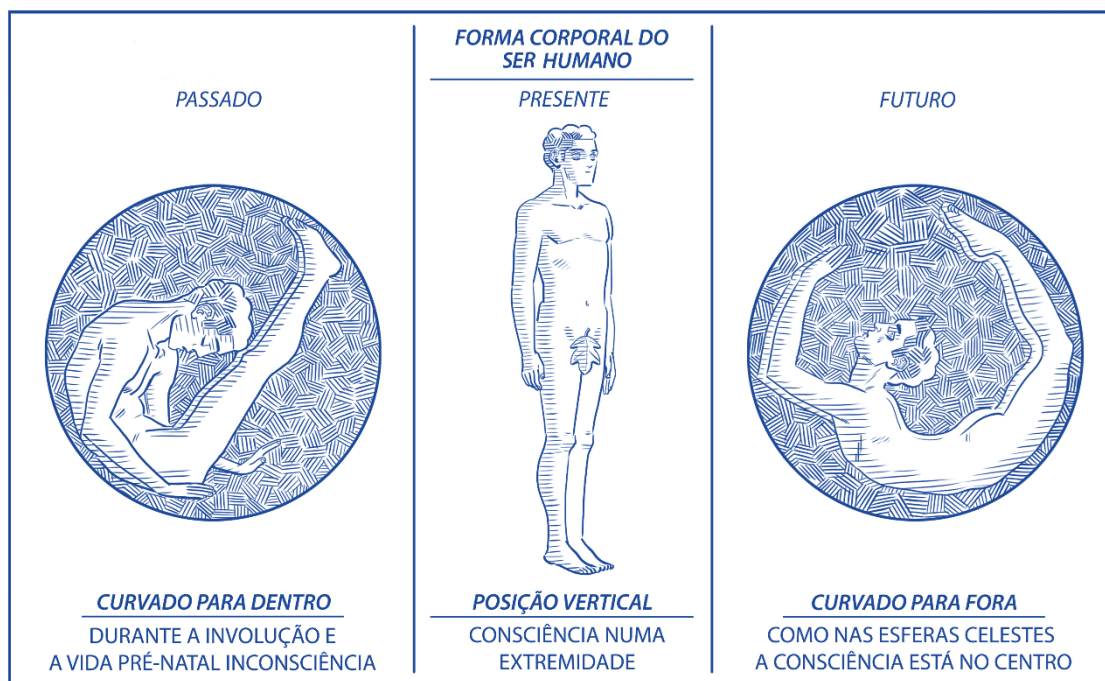 FORMA CORPORAL DO
SER HUMANO
PASSADO
PRESENTE
FUTURO
CURVADO PARA DENTRO
DURANTE A INVOLUÇÃO E
A VIDA PRÉ-NATAL INCONSCIÊNCIA
POSIÇÃO VERTICAL
CONSCIÊNCIA NUMA
EXTREMIDADE
CURVADO PARA FORA
COMO NAS ESFERAS CELESTES
A CONSCIÊNCIA ESTÁ NO CENTRO